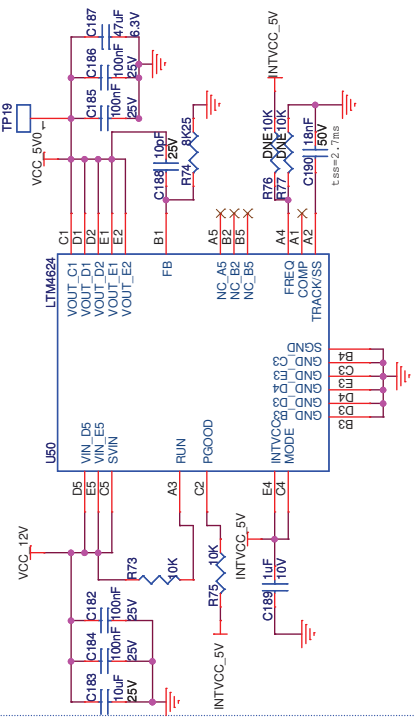 TP19
C187
47uF
6.3V
C186
100nF
25V
C185
100nF
25V
VCC_5V0
C188
10pF
25V
R74
8K25
INTVCC_5V
R76
DNE
10K
R77
DNE
10K
C190
18nF
50V
tss=2.7ms
C1
D1
D2
E1
E2
B1
A5
B2
B5
A4
A1
A2
LTM4624
VOUT_C1
VOUT_D1
VOUT_D2
VOUT_E1
VOUT_E2
FB
NC_A5
NC_B2
NC_B5
FREQ
COMP
TRACK/SS
SGND
GND_C3
GND_E3
GND_D4
GND_D3
GND_B3
B4
C3
E3
D4
D3
B3
U50
VIN_D5
VIN_E5
SVIN
RUN
PGOOD
INTVCC
MODE
D5
E5
C5
A3
C2
E4
C4
VCC_12V
R73
10K
R75
10K
INTVCC_5V
INTVCC_5V
C189
1uF
10V
C182
100nF
25V
C184
100nF
25V
C183
10uF
25V